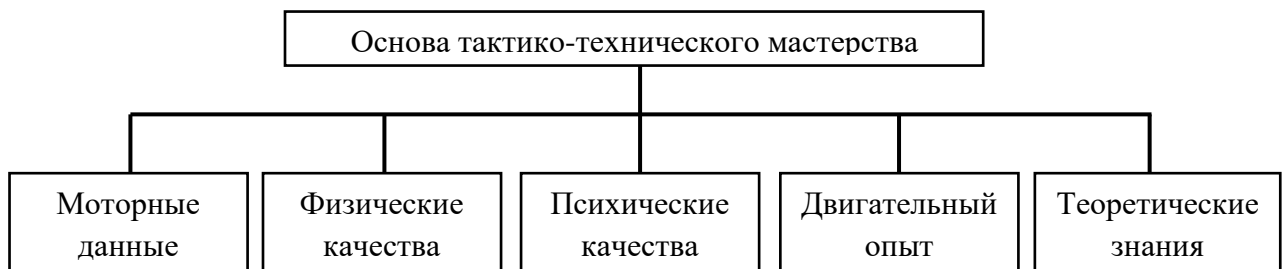 Основа тактико-технического мастерства
Моторные
данные
Физические
качества
Психические
качества
Двигательный
опыт
Теоретические
знания